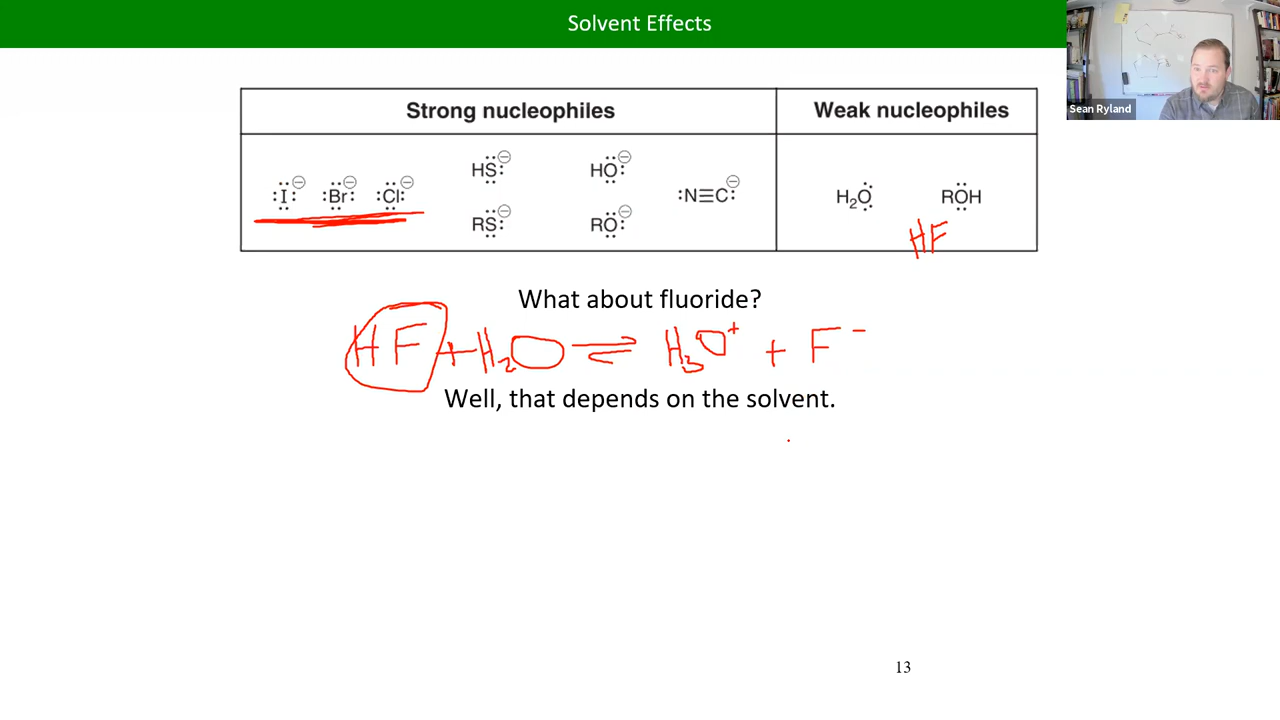 Solvent Effects
Sean Ryland
Strong nucleophiles
Weak nucleophiles
:I:⊖ :Br:⊖ :Cl:⊖
HS:⊖
HO:⊖
RS:⊖
RO:⊖
:N≡C:⊖
H₂O
ROH
HF
What about fluoride?
HF + H₂O ⇌ H₃O⁺ + F⁻
Well, that depends on the solvent.
13